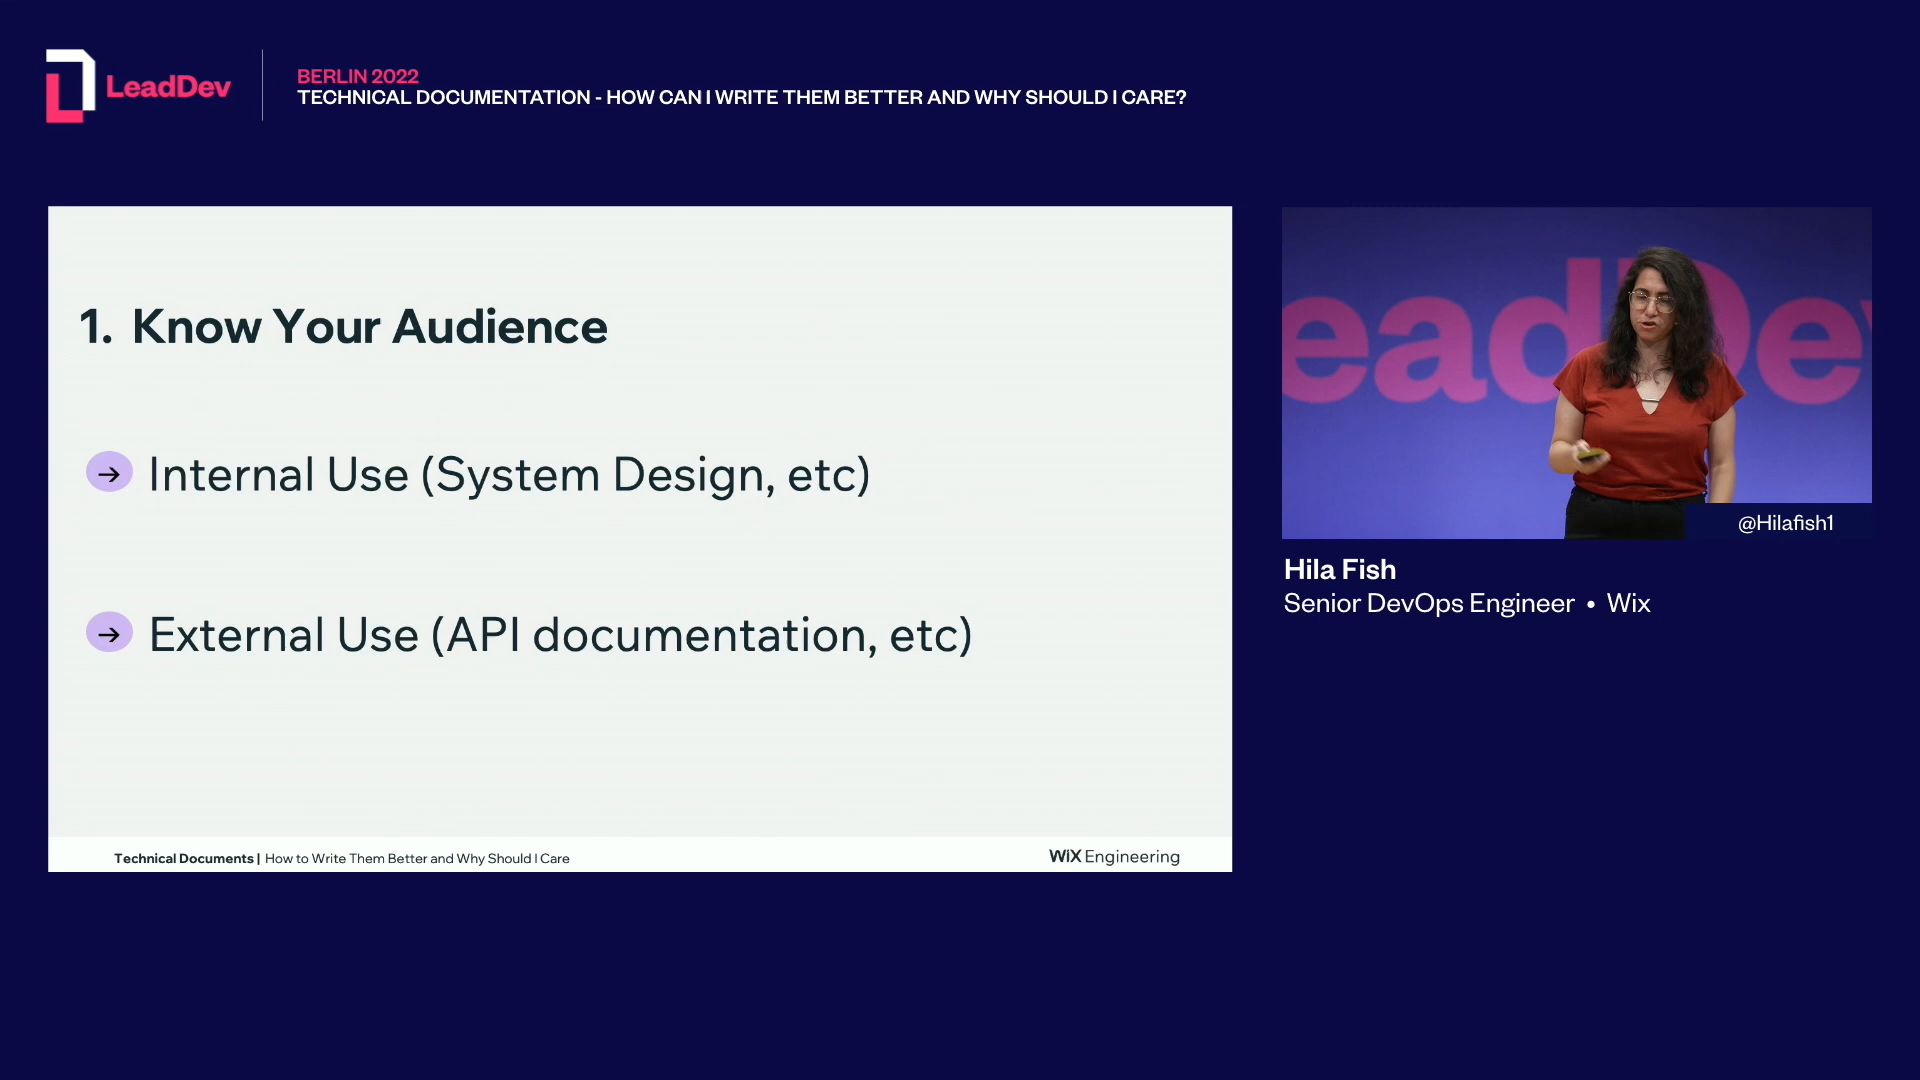 LeadDev
BERLIN 2022
TECHNICAL DOCUMENTATION - HOW CAN I WRITE THEM BETTER AND WHY SHOULD I CARE?
1. Know Your Audience
→ Internal Use (System Design, etc)
→ External Use (API documentation, etc)
Technical Documents | How to Write Them Better and Why Should I Care
WiX Engineering
eadDev
@Hilafish1
Hila Fish
Senior DevOps Engineer • Wix